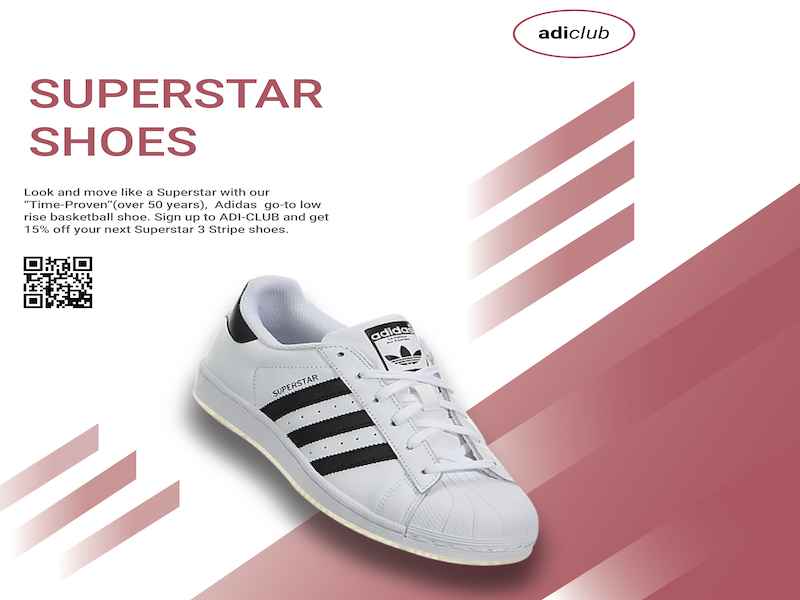 adiclub
SUPERSTAR
SHOES
Look and move like a Superstar with our
“Time-Proven”(over 50 years), Adidas go-to low
rise basketball shoe. Sign up to ADI-CLUB and get
15% off your next Superstar 3 Stripe shoes.
adidas
SUPERSTAR